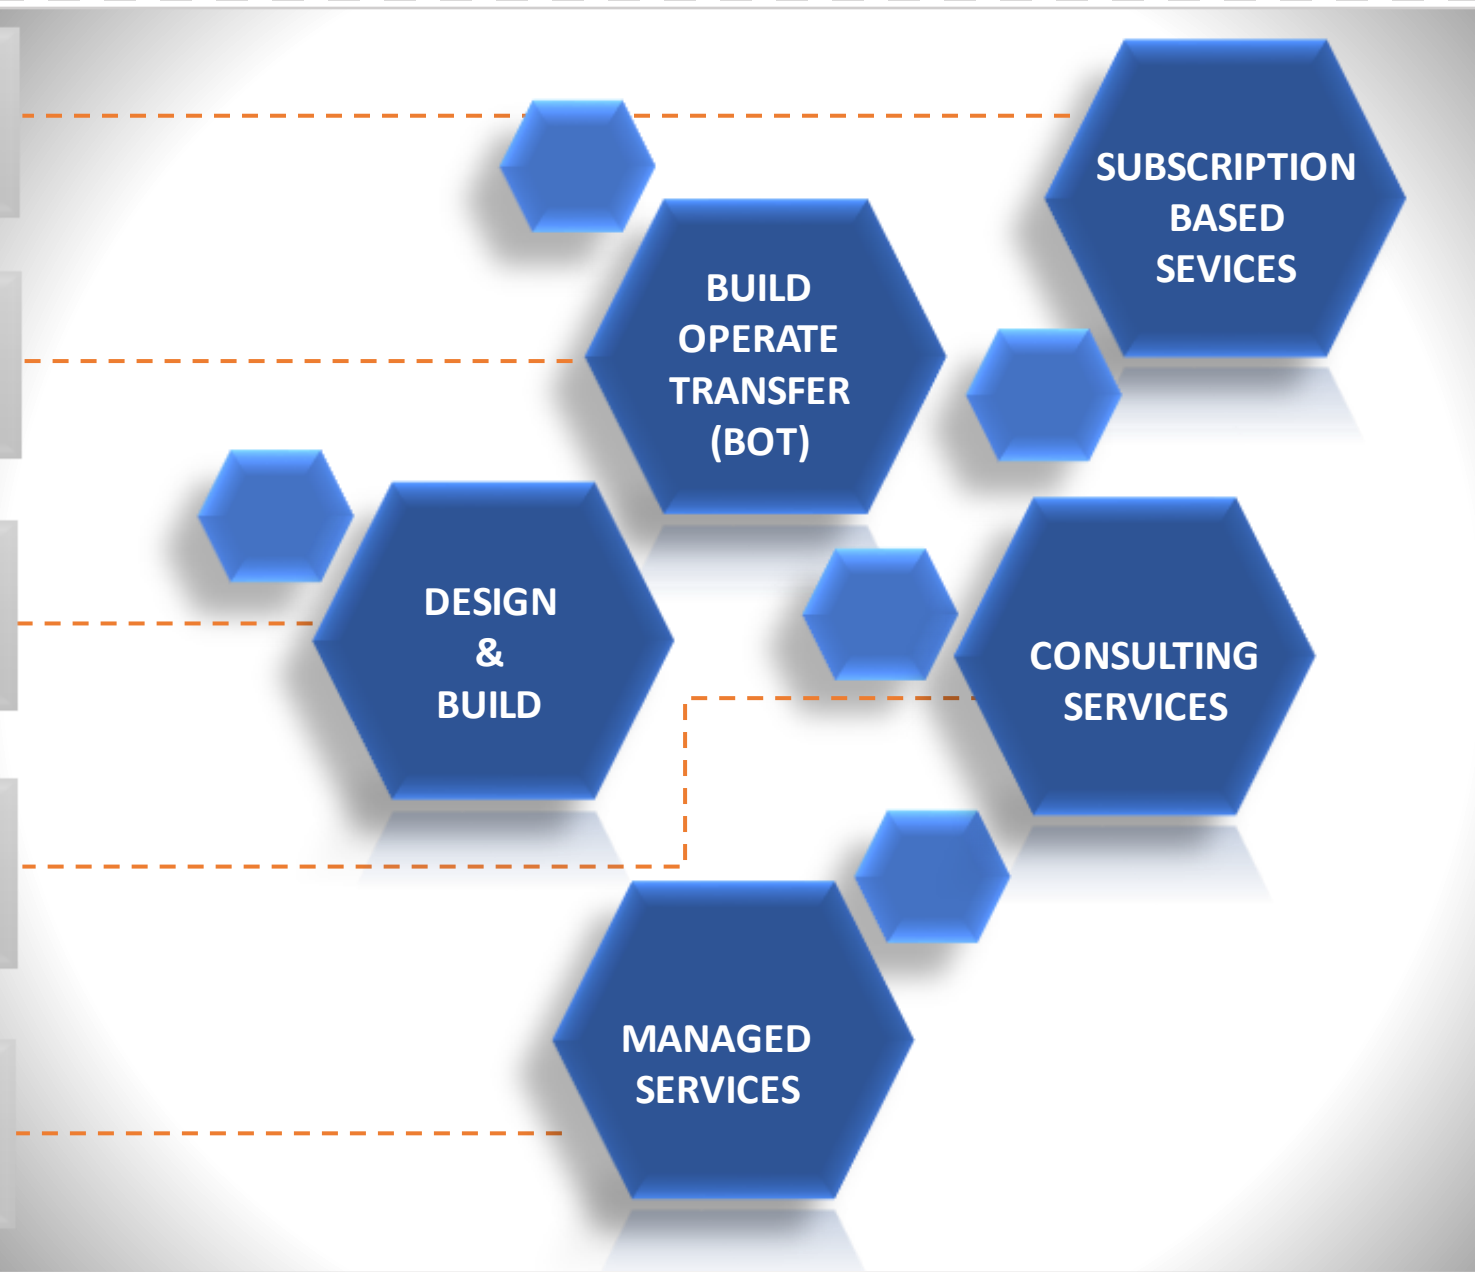 SUBSCRIPTION
BASED
SEVICES
BUILD
OPERATE
TRANSFER
(BOT)
DESIGN
&
BUILD
CONSULTING
SERVICES
MANAGED
SERVICES